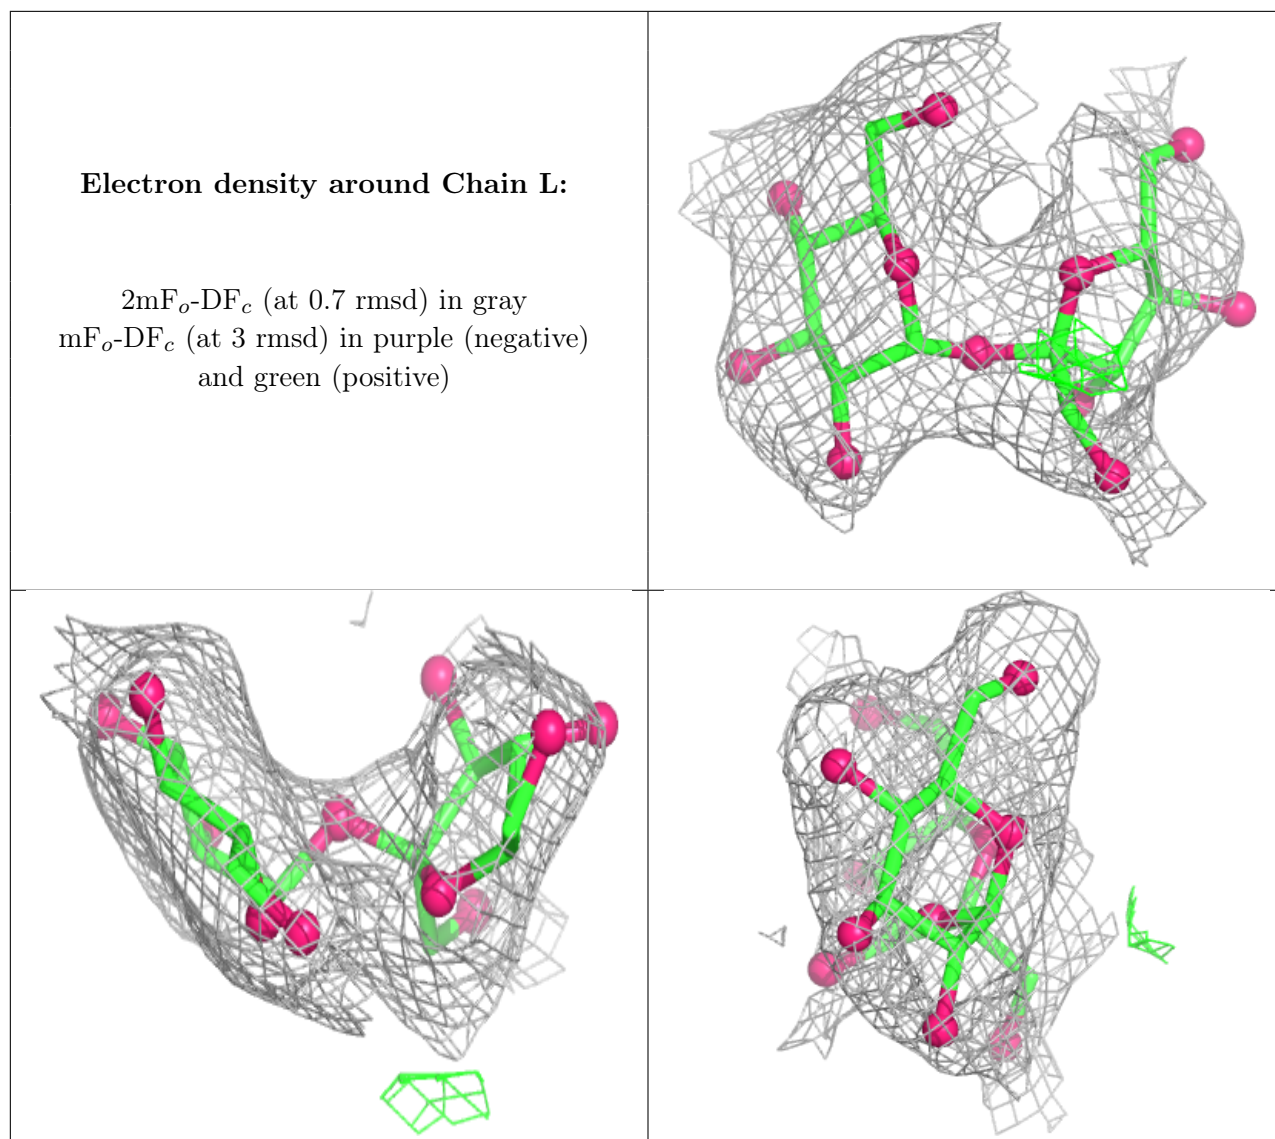 Electron density around Chain L:
2mF$_o$-DF$_c$ (at 0.7 rmsd) in gray
mF$_o$-DF$_c$ (at 3 rmsd) in purple (negative)
and green (positive)